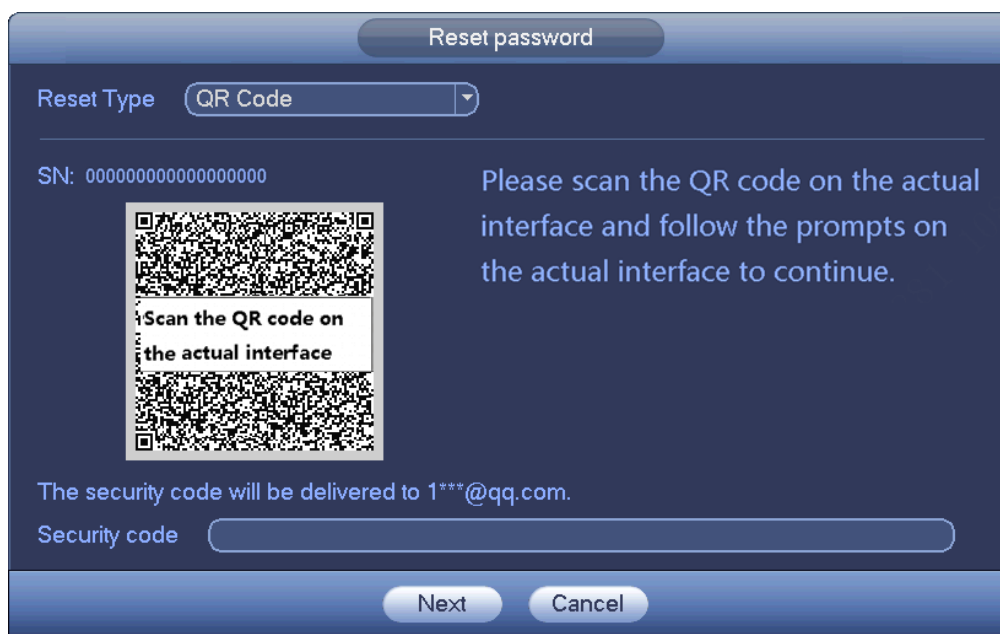 Reset password
Reset Type QR Code
SN: 000000000000000000
Please scan the QR code on the actual
interface and follow the prompts on
the actual interface to continue.
Scan the QR code on
the actual interface
The security code will be delivered to 1***@qq.com.
Security code
Next Cancel